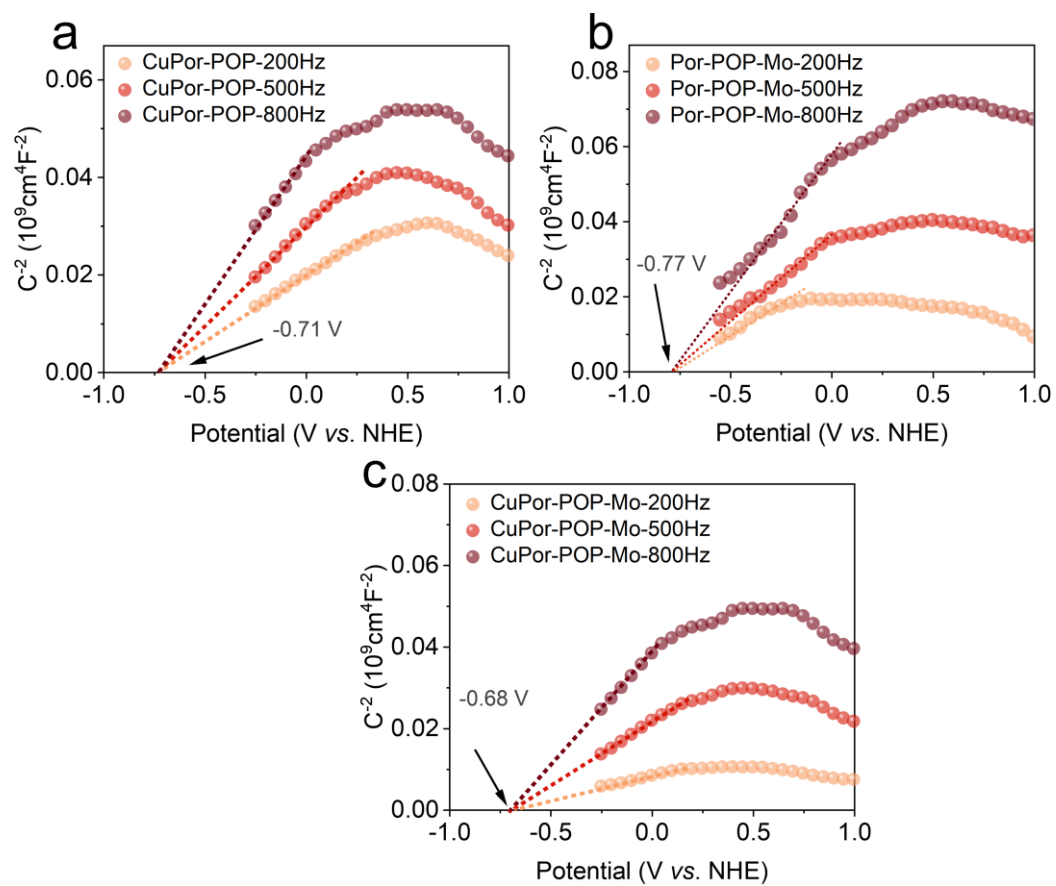 a
CuPor-POP-200Hz
CuPor-POP-500Hz
CuPor-POP-800Hz
0.06
0.04
0.02
0.00
C⁻² (10⁹cm⁴F⁻²)
-0.71 V
-1.0 -0.5 0.0 0.5 1.0
Potential (V vs. NHE)
b
Por-POP-Mo-200Hz
Por-POP-Mo-500Hz
Por-POP-Mo-800Hz
0.08
0.06
0.04
0.02
0.00
C⁻² (10⁹cm⁴F⁻²)
-0.77 V
-1.0 -0.5 0.0 0.5 1.0
Potential (V vs. NHE)
c
CuPor-POP-Mo-200Hz
CuPor-POP-Mo-500Hz
CuPor-POP-Mo-800Hz
0.08
0.06
0.04
0.02
0.00
C⁻² (10⁹cm⁴F⁻²)
-0.68 V
-1.0 -0.5 0.0 0.5 1.0
Potential (V vs. NHE)